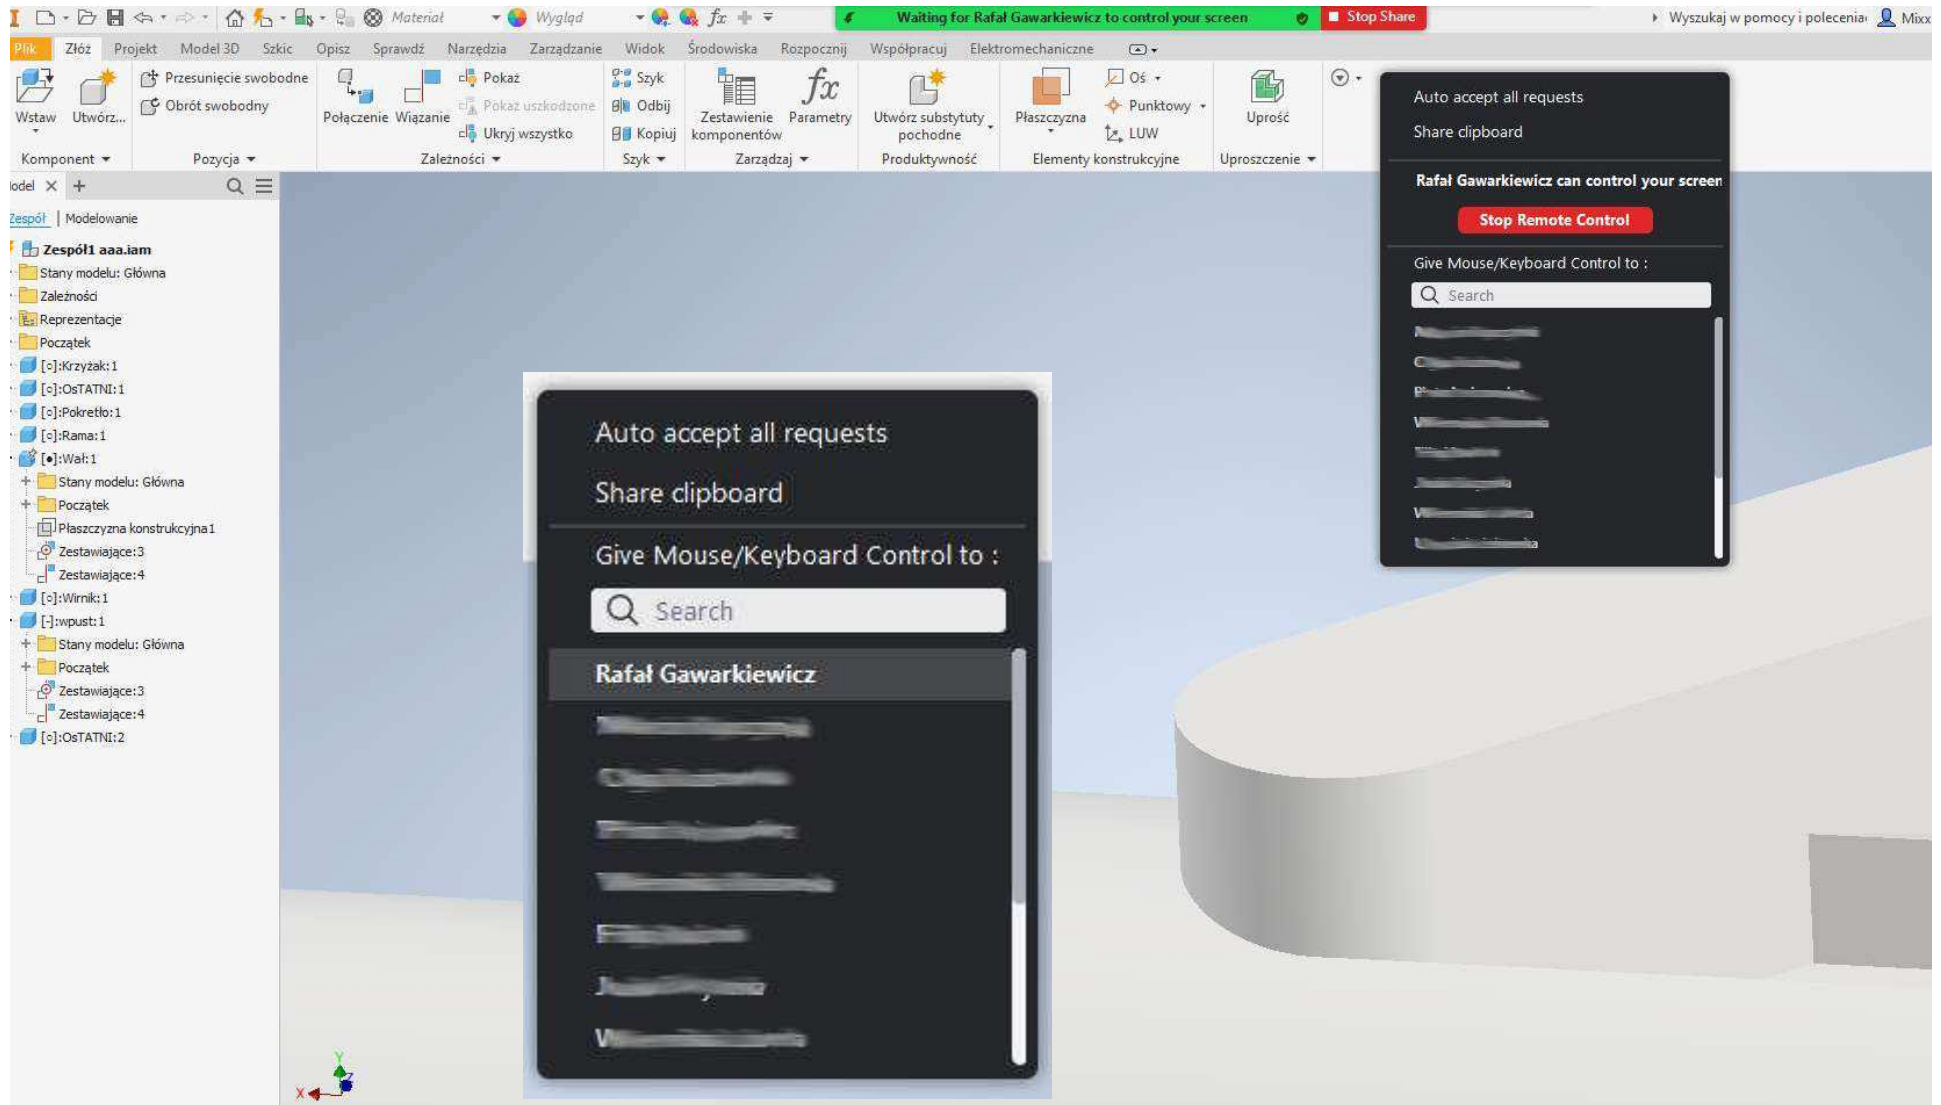 Materiał
Wygląd
fx
Waiting for Rafał Gawarkiewicz to control your screen
Stop Share
Wyszukaj w pomocy i polecenia
Mixx
Plik Złóż Projekt Model 3D Szkic Opisz Sprawdź Narzędzia Zarządzanie Widok Środowiska Rozpocznij Współpracuj Elektromechaniczne
Wstaw
Utwórz...
Przesunięcie swobodne
Obrót swobodny
Połączenie
Wiązanie
Pokaż
Pokaż uszkodzone
Ukryj wszystko
Szyk
Odbij
Kopiuj
Zestawienie
komponentów
fx
Parametry
Utwórz substytuty
pochodne
Płaszczyzna
Oś
Punktowy
LUW
Uprość
Komponent
Pozycja
Zależności
Szyk
Zarządzaj
Produktywność
Elementy konstrukcyjne
Uproszczenie
odel
Zespół | Modelowanie
Zespół1 aaa.iam
Stany modelu: Główna
Zależności
Reprezentacje
Początek
[○]:Krzyżak:1
[○]:OsTATNI:1
[○]:Pokretło:1
[○]:Rama:1
[●]:Wał:1
Stany modelu: Główna
Początek
Płaszczyzna konstrukcyjna1
Zestawiające:3
Zestawiające:4
[○]:Wirnik:1
[-]:wpust:1
Stany modelu: Główna
Początek
Zestawiające:3
Zestawiające:4
[○]:OsTATNI:2
Auto accept all requests
Share clipboard
Give Mouse/Keyboard Control to :
Search
Rafał Gawarkiewicz
Auto accept all requests
Share clipboard
Rafał Gawarkiewicz can control your screen
Stop Remote Control
Give Mouse/Keyboard Control to :
Search
Y
Z
X